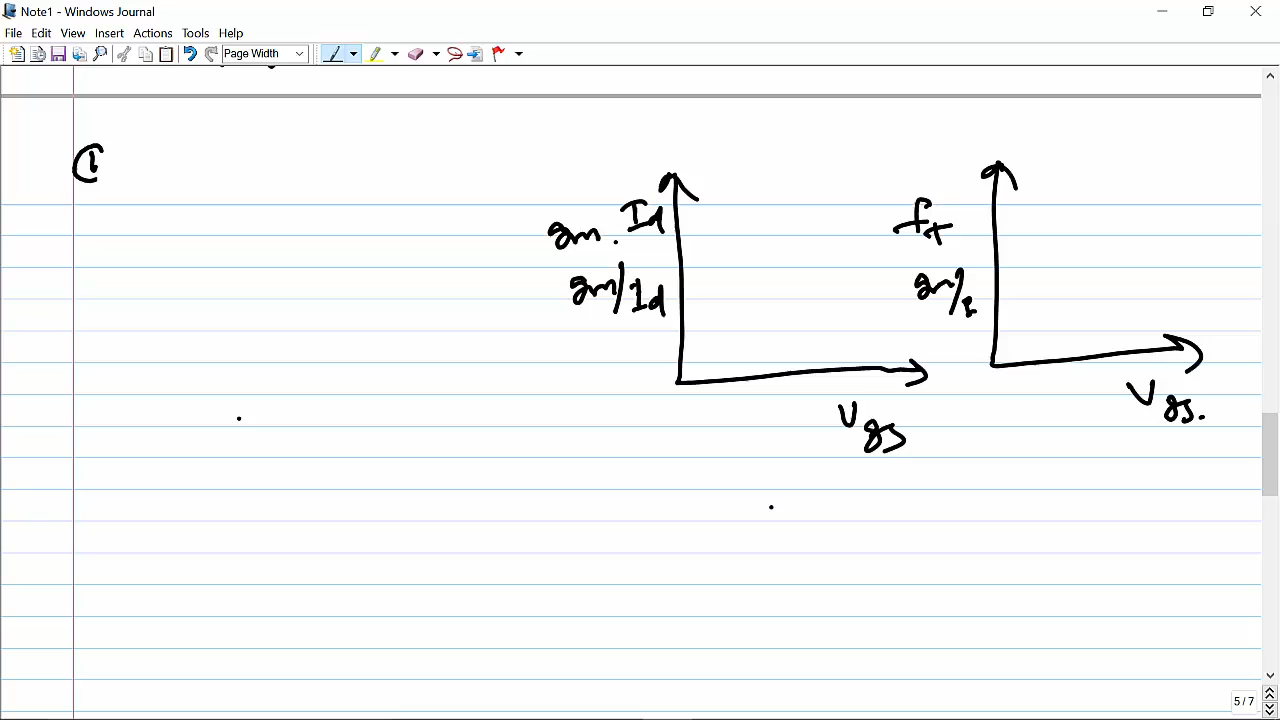 Note1 - Windows Journal
File Edit View Insert Actions Tools Help
Page Width
①
gm . Id
gm/Id
Vgs
fT
gm/I
Vgs.
5 / 7